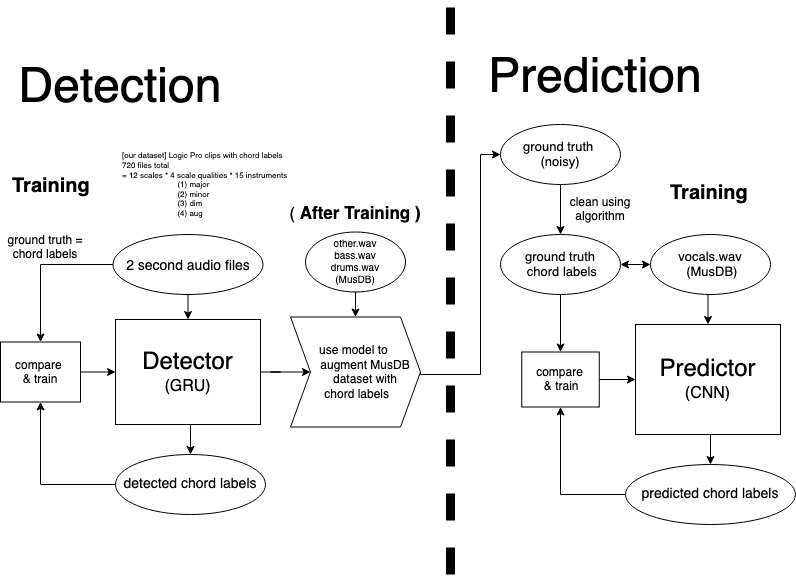 Detection
[our dataset] Logic Pro clips with chord labels
720 files total
= 12 scales * 4 scale qualities * 15 instruments
(1) major
(2) minor
(3) dim
(4) aug
Training
ground truth =
chord labels
2 second audio files
compare
& train
Detector
(GRU)
detected chord labels
( After Training )
other.wav
bass.wav
drums.wav
(MusDB)
use model to
augment MusDB
dataset with
chord labels
Prediction
ground truth
(noisy)
clean using
algorithm
Training
ground truth
chord labels
vocals.wav
(MusDB)
compare
& train
Predictor
(CNN)
predicted chord labels